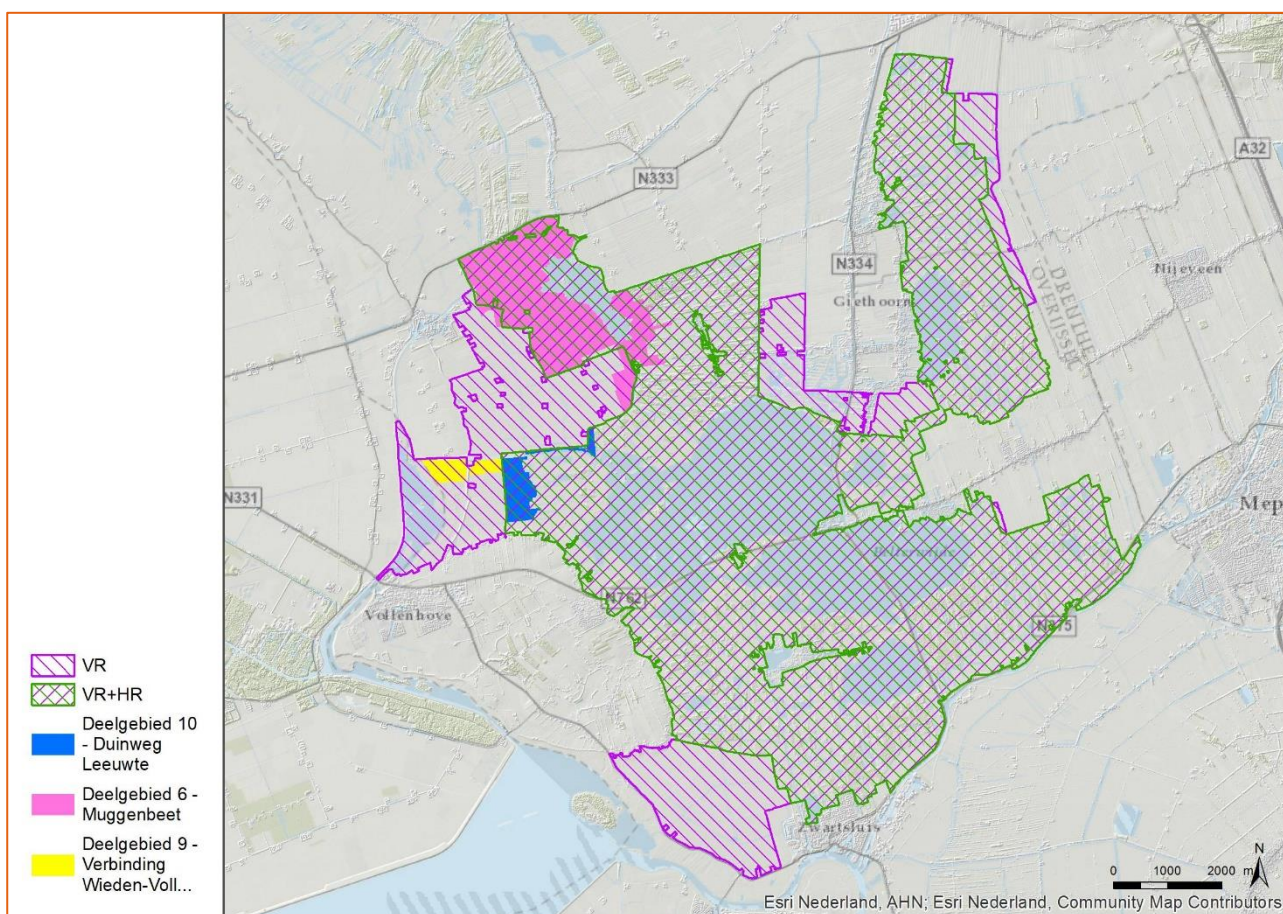 A32
N333
N334
Giethoorn
Nijeveen
DRENTHE
OVERIJSSEL
N331
Mep
Vollenhove
N762
N375
Zwartsluis
VR
VR+HR
Deelgebied 10
- Duinweg
Leeuwte
Deelgebied 6 -
Muggenbeet
Deelgebied 9 -
Verbinding
Wieden-Voll...
N
0 1000 2000 m
Esri Nederland, AHN; Esri Nederland, Community Map Contributors